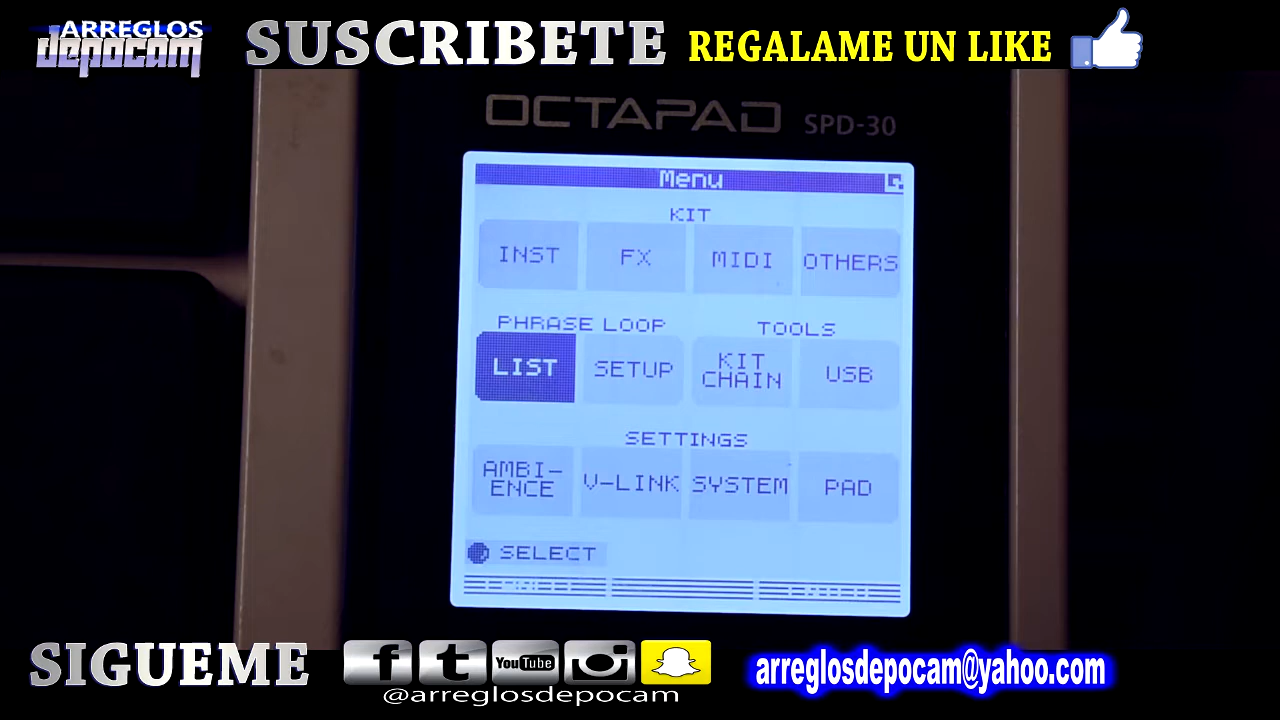 ARREGLOS
depocam
SUSCRIBETE
REGALAME UN LIKE
OCTAPAD SPD-30
Menu
KIT
INST FX MIDI OTHERS
PHRASE LOOP TOOLS
LIST SETUP KIT CHAIN USB
SETTINGS
AMBI-ENCE V-LINK SYSTEM PAD
SELECT
SIGUEME
f t YouTube
@arreglosdepocam
arreglosdepocam@yahoo.com